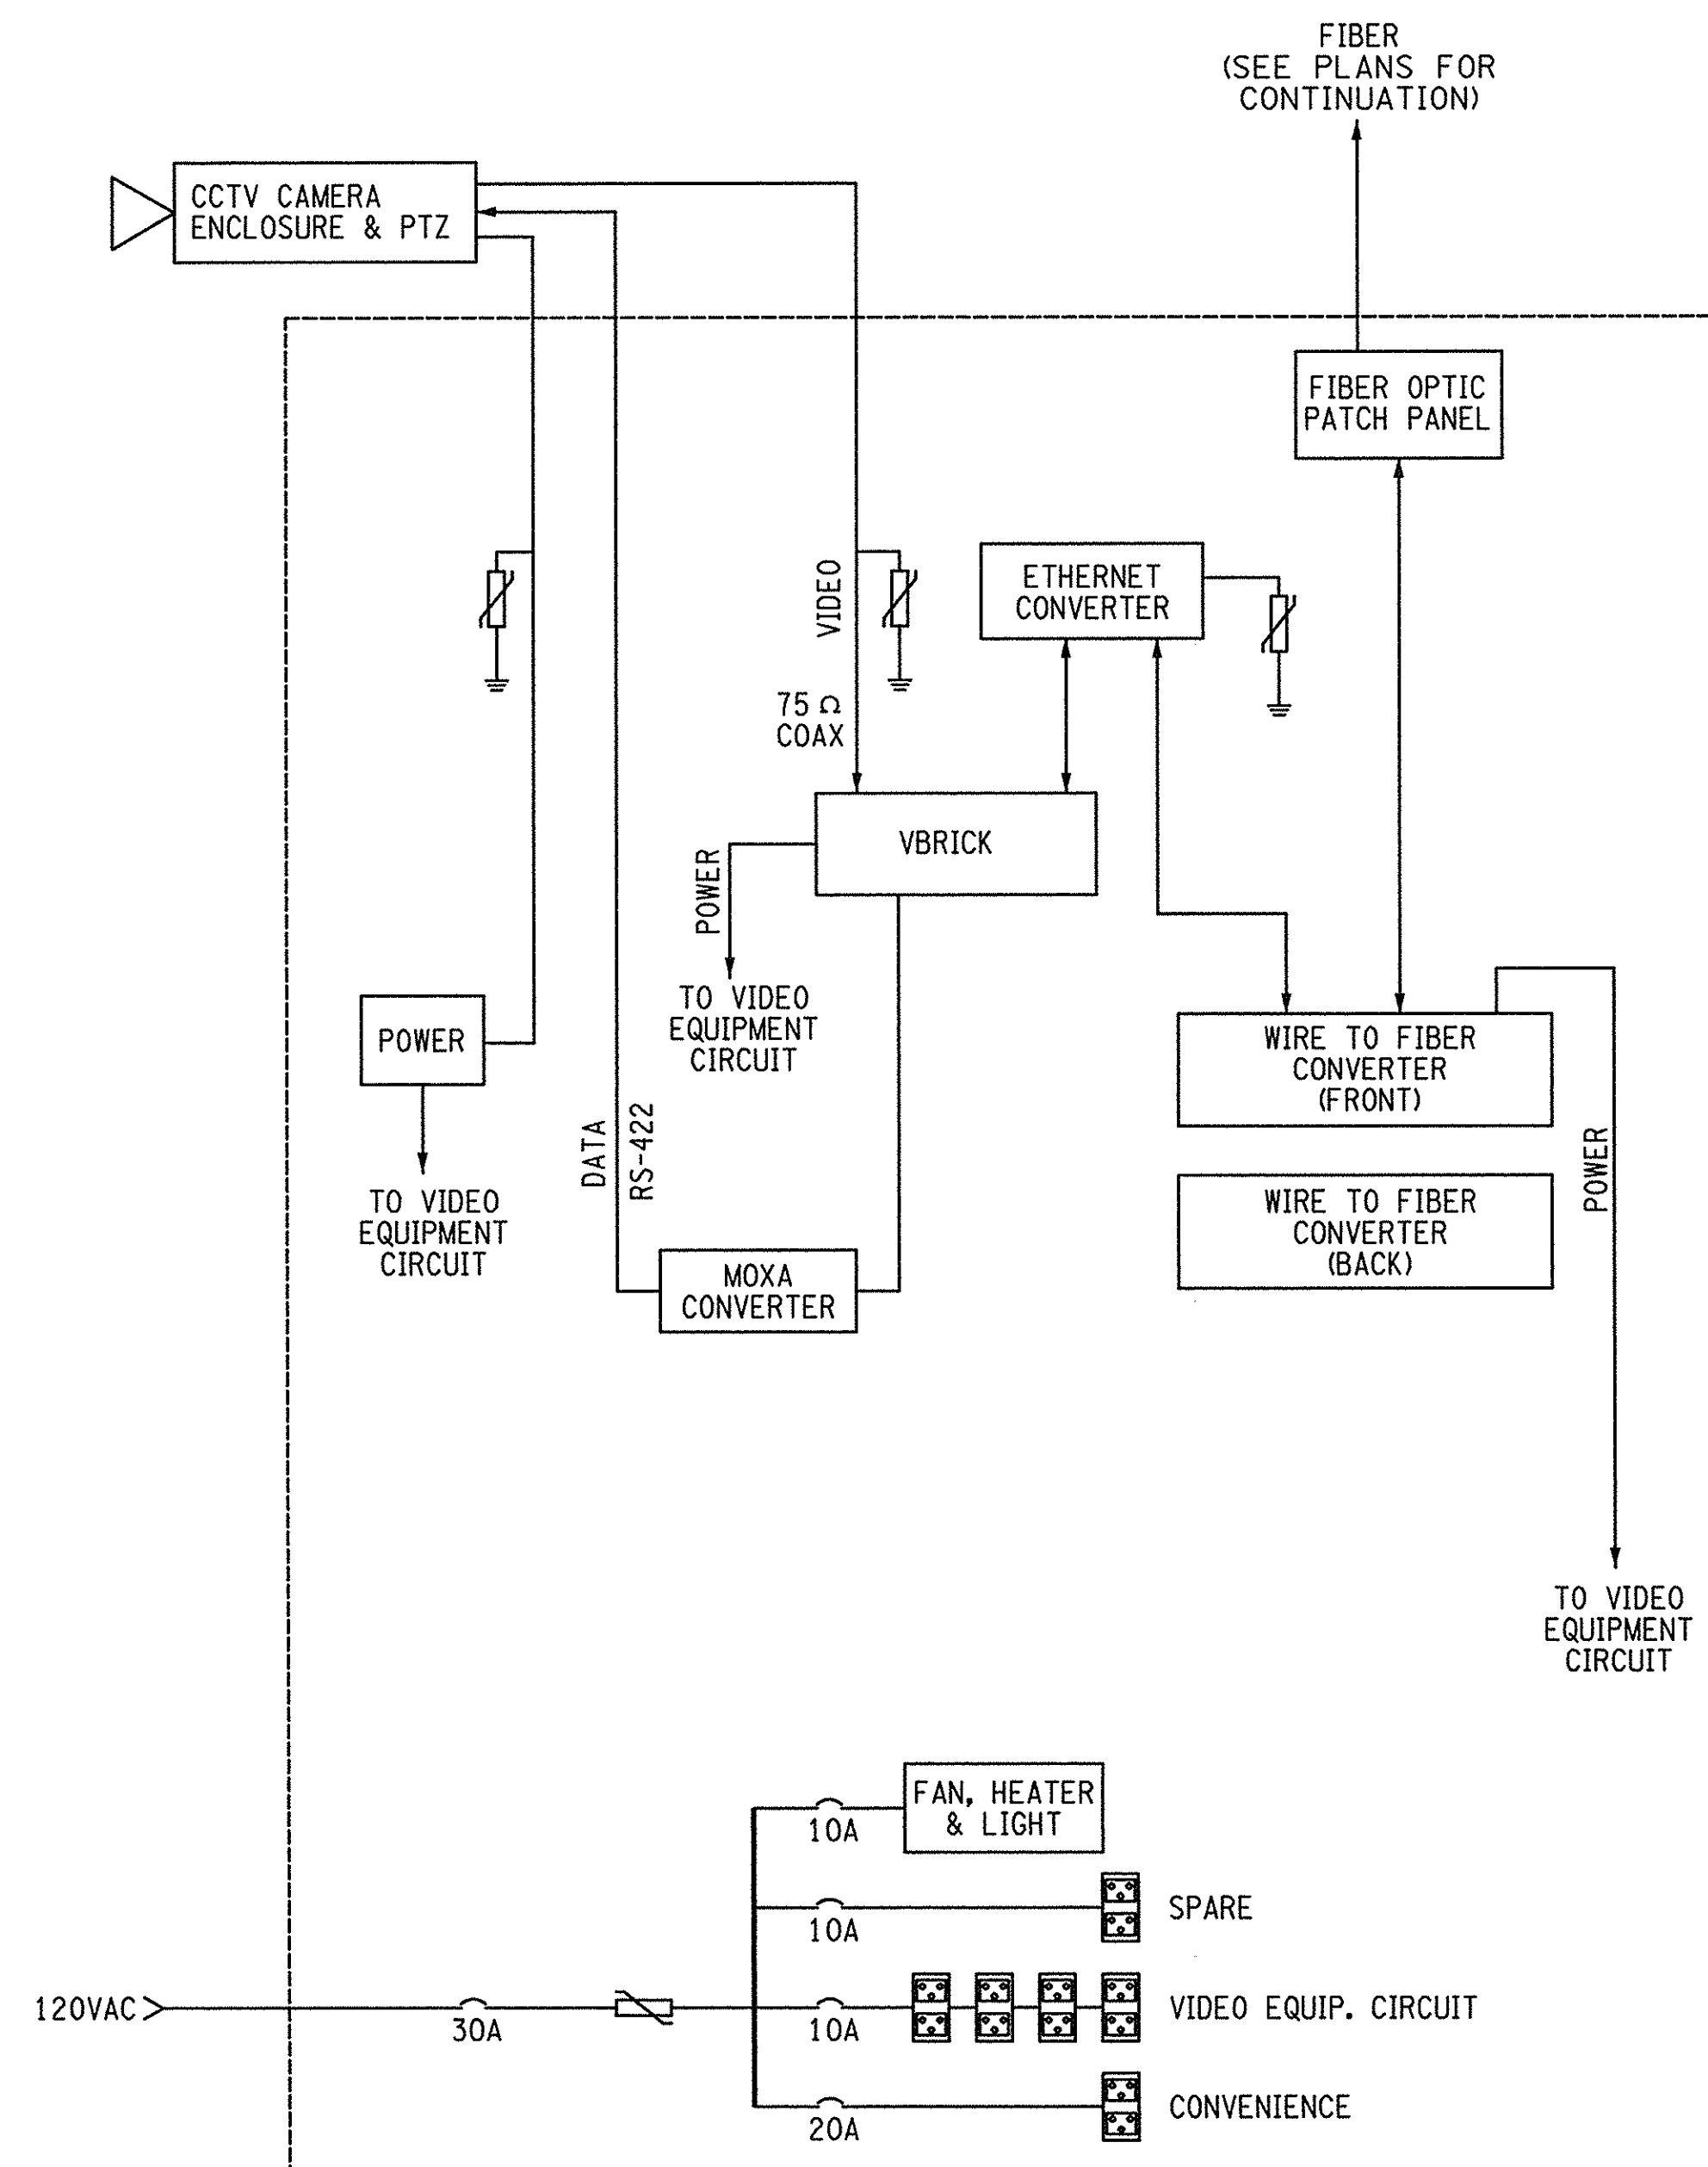 FIBER
(SEE PLANS FOR
CONTINUATION)
CCTV CAMERA
ENCLOSURE & PTZ
FIBER OPTIC
PATCH PANEL
ETHERNET
CONVERTER
VIDEO
75 Ω
COAX
VBRICK
POWER
TO VIDEO
EQUIPMENT
CIRCUIT
POWER
TO VIDEO
EQUIPMENT
CIRCUIT
DATA
RS-422
MOXA
CONVERTER
WIRE TO FIBER
CONVERTER
(FRONT)
WIRE TO FIBER
CONVERTER
(BACK)
POWER
TO VIDEO
EQUIPMENT
CIRCUIT
FAN, HEATER
& LIGHT
10A
SPARE
10A
120VAC
30A
10A
VIDEO EQUIP. CIRCUIT
20A
CONVENIENCE